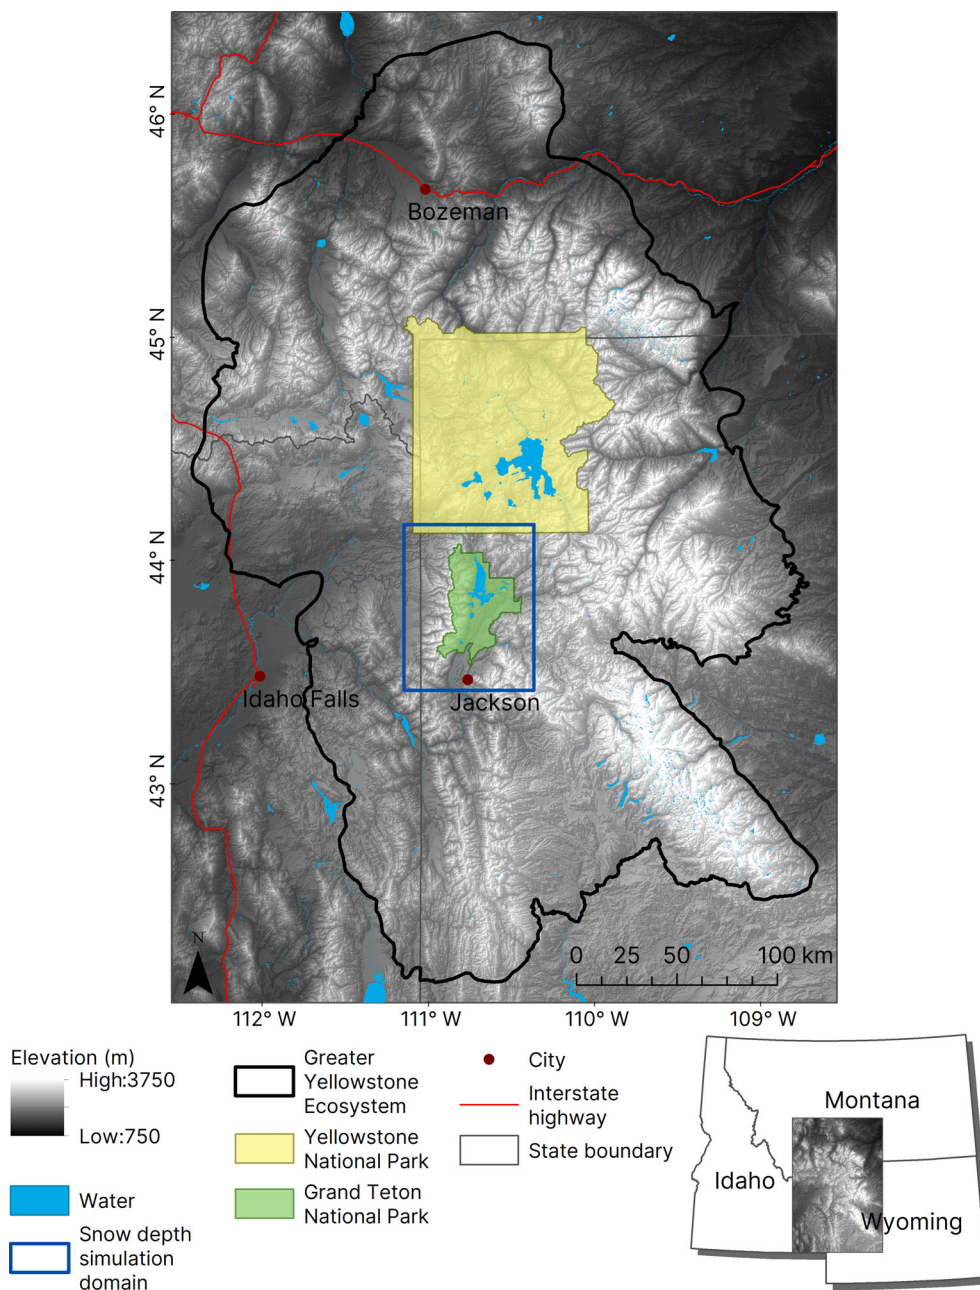 46° N
45° N
44° N
43° N
Bozeman
Idaho Falls
Jackson
N
0 25 50 100 km
112° W 111° W 110° W 109° W
Elevation (m)
High:3750
Low:750
Water
Snow depth
simulation
domain
Greater
Yellowstone
Ecosystem
Yellowstone
National Park
Grand Teton
National Park
City
Interstate
highway
State boundary
Montana
Idaho
Wyoming